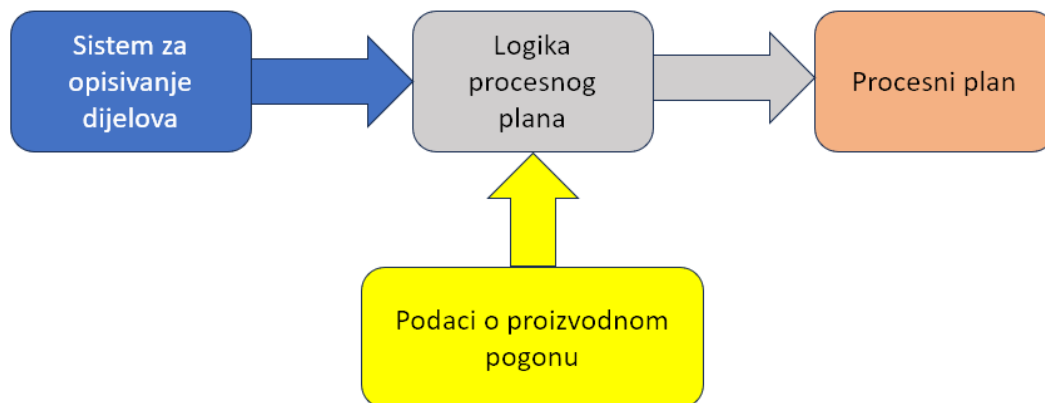 Sistem za
opisivanje
dijelova
Logika
procesnog
plana
Procesni plan
Podaci o proizvodnom
pogonu